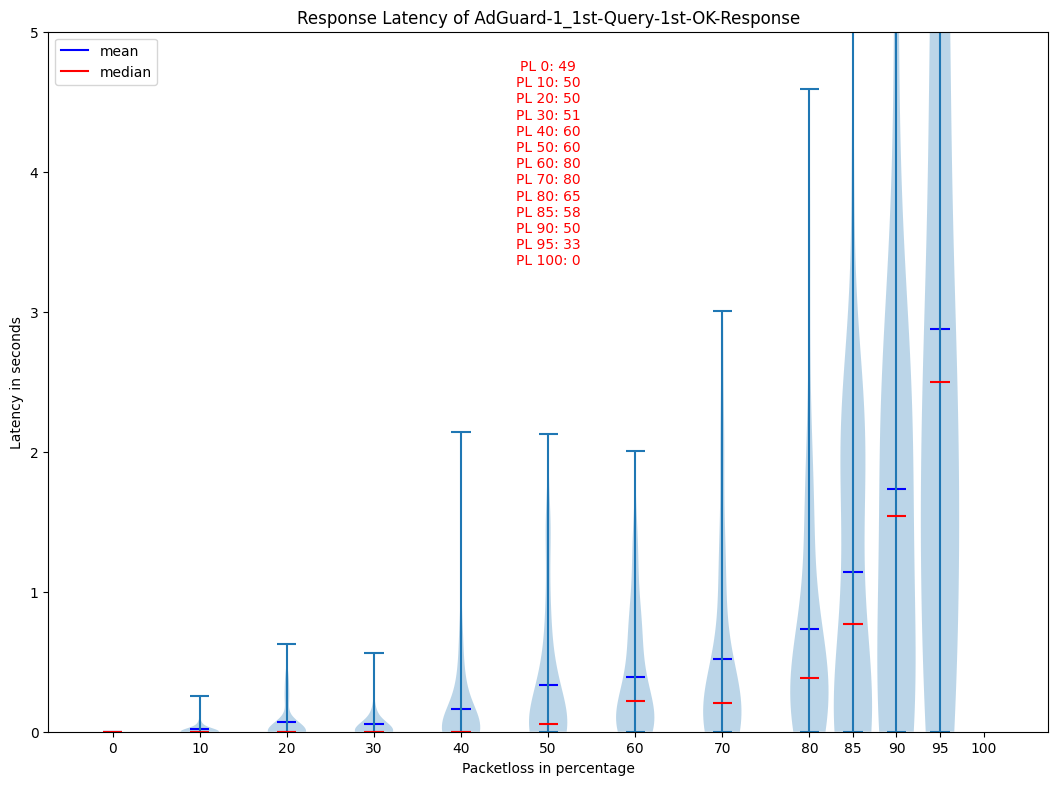 Response Latency of AdGuard-1_1st-Query-1st-OK-Response
mean
median
PL 0: 49
PL 10: 50
PL 20: 50
PL 30: 51
PL 40: 60
PL 50: 60
PL 60: 80
PL 70: 80
PL 80: 65
PL 85: 58
PL 90: 50
PL 95: 33
PL 100: 0
Latency in seconds
5
4
3
2
1
0
0 10 20 30 40 50 60 70 80 85 90 95 100
Packetloss in percentage